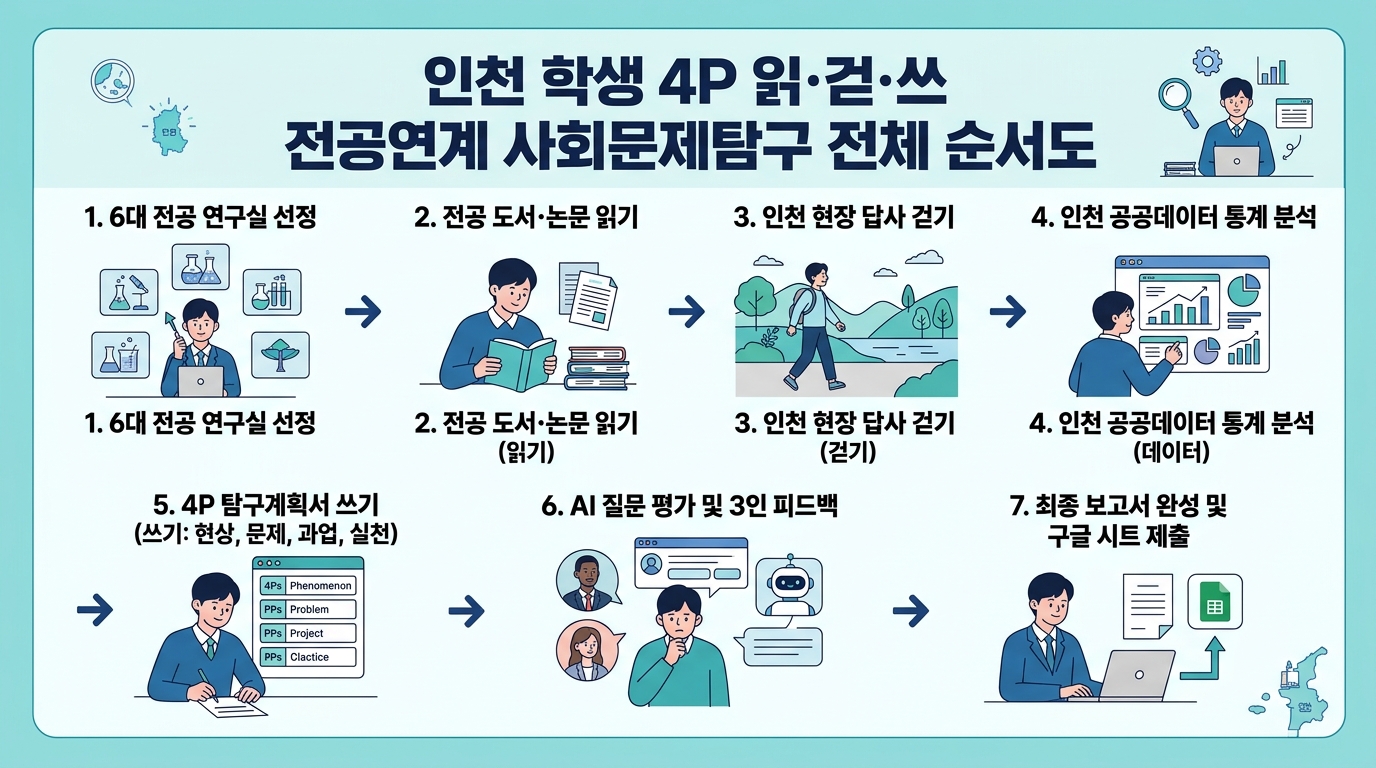 인천 학생 4P 읽·걷·쓰
전공연계 사회문제탐구 전체 순서도
1. 6대 전공 연구실 선정
2. 전공 도서·논문 읽기
3. 인천 현장 답사 걷기
4. 인천 공공데이터 통계 분석
1. 6대 전공 연구실 선정
2. 전공 도서·논문 읽기
(읽기)
3. 인천 현장 답사 걷기
(걷기)
4. 인천 공공데이터 통계 분석
(데이터)
5. 4P 탐구계획서 쓰기
(쓰기: 현상, 문제, 과업, 실천)
4Ps Phenomenon
PPs Problem
PPs Project
PPs Clactice
6. AI 질문 평가 및 3인 피드백
7. 최종 보고서 완성 및
구글 시트 제출